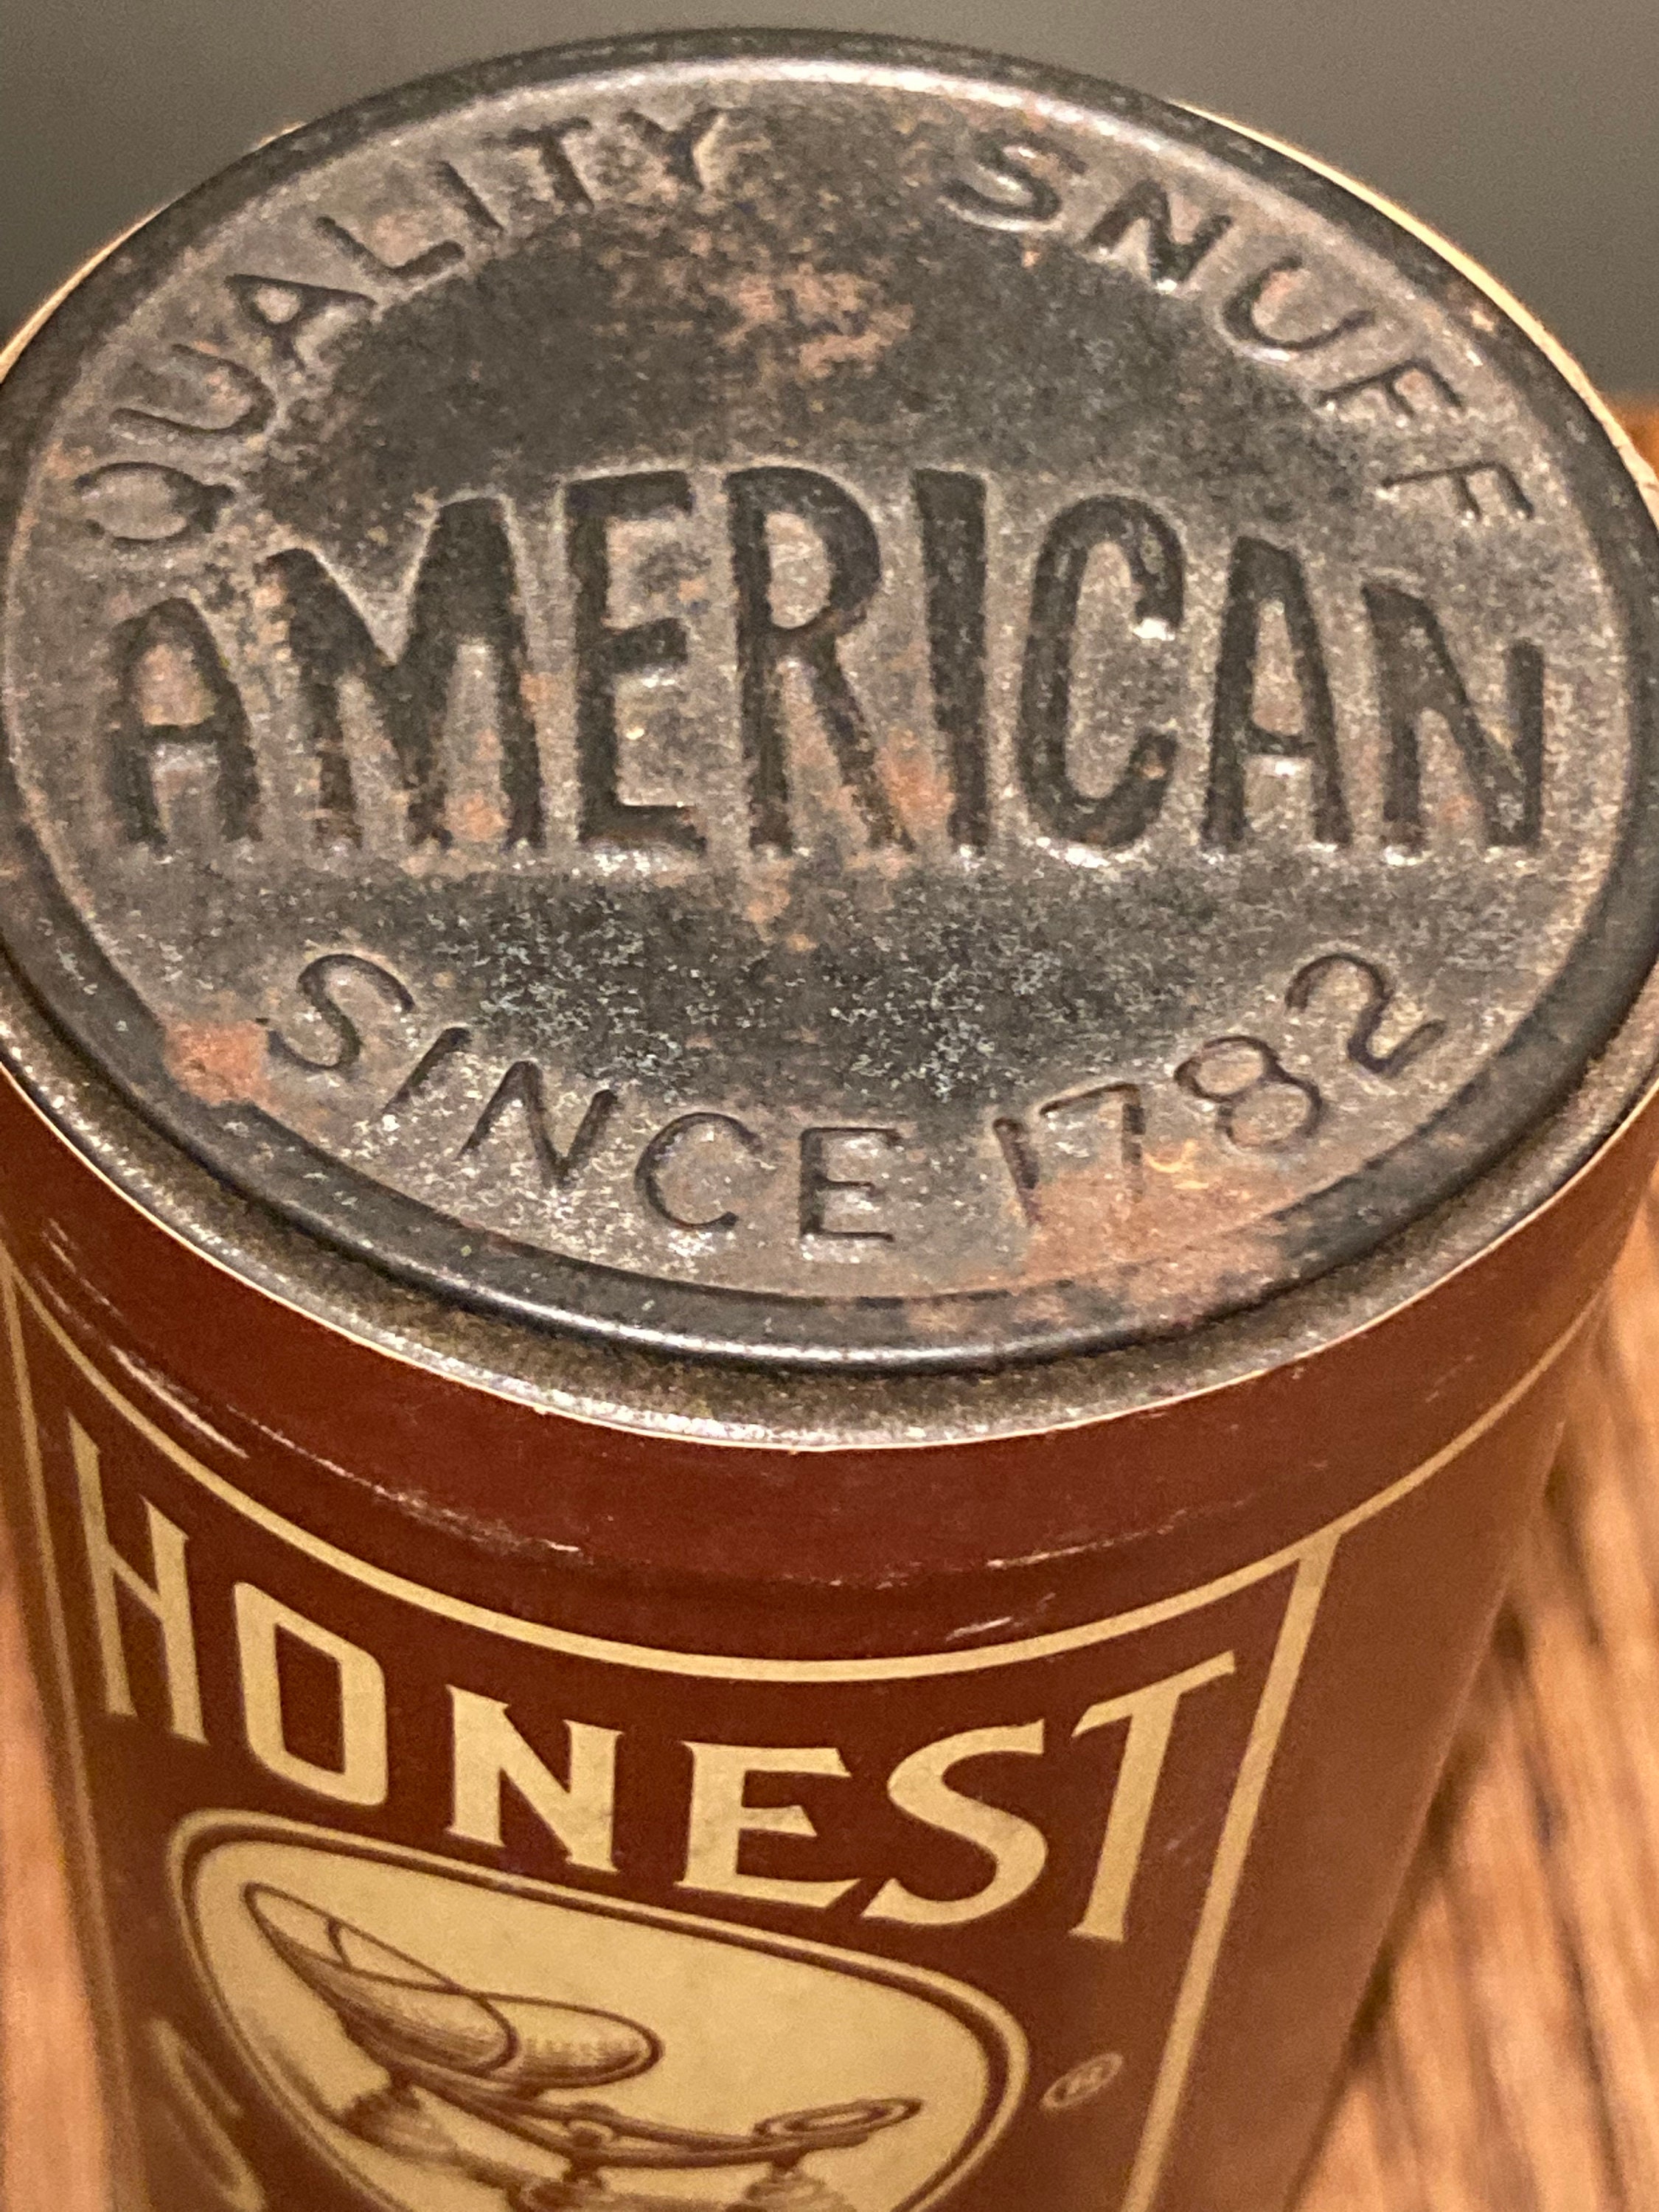 QUALITY SNUFF
AMERICAN
SINCE 1782
HONEST
®